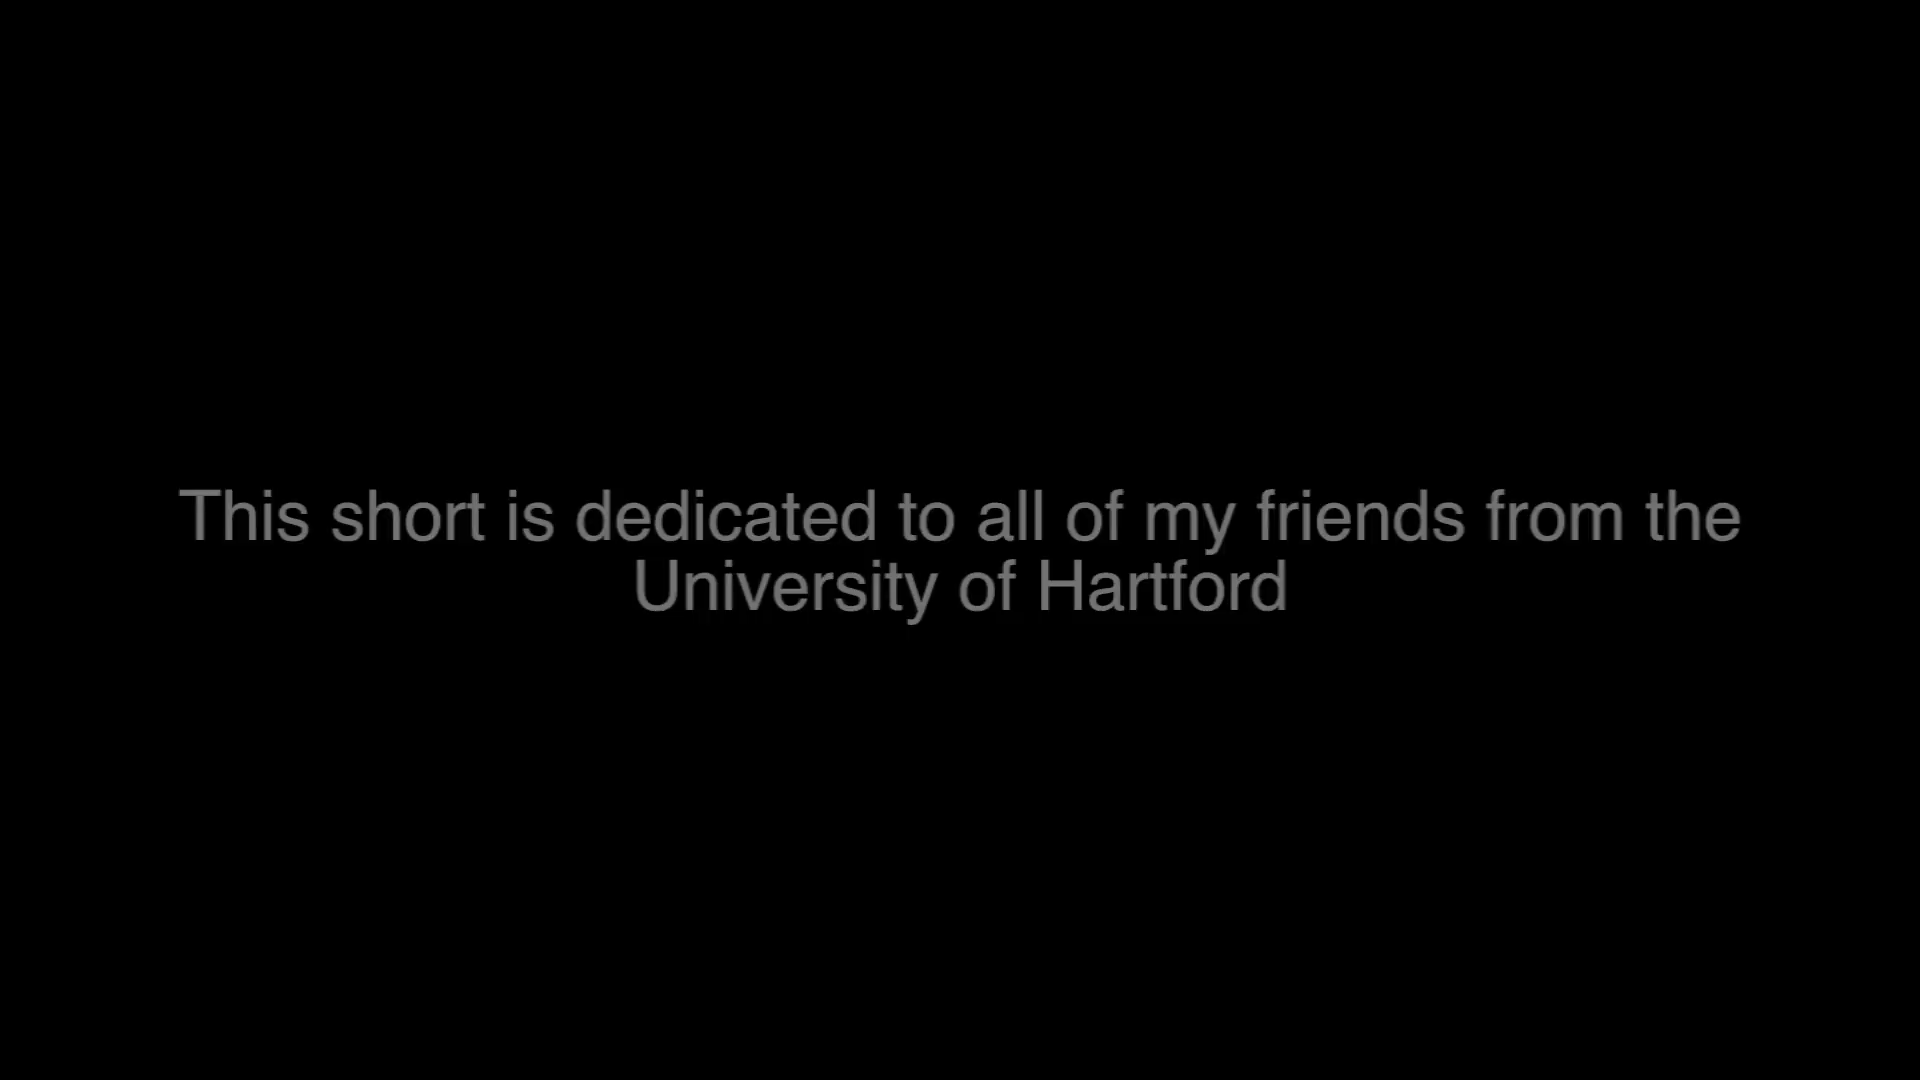 This short is dedicated to all of my friends from the
University of Hartford